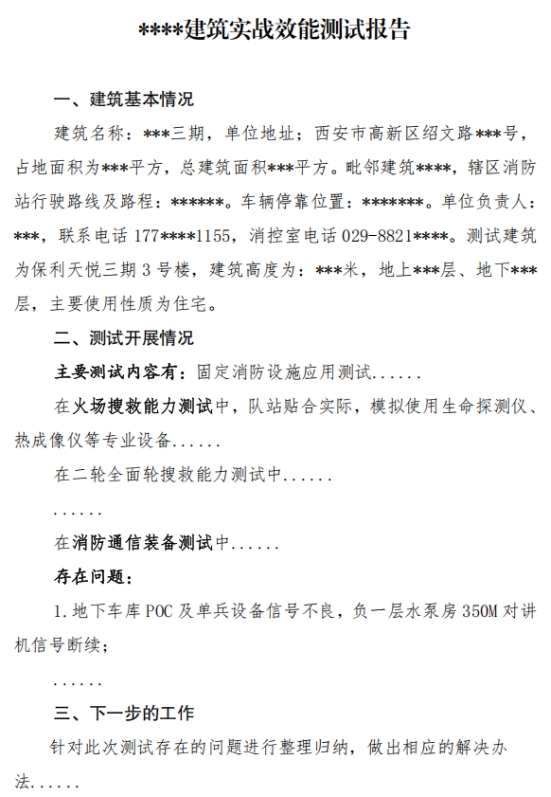 ****建筑实战效能测试报告
一、建筑基本情况
建筑名称：***三期，单位地址；西安市高新区绍文路***号，
占地面积为***平方，总建筑面积***平方。毗邻建筑****，辖区消防
站行驶路线及路程：******。车辆停靠位置：*******。单位负责人：
***，联系电话 177****1155，消控室电话 029-8821****。测试建筑
为保利天悦三期 3 号楼，建筑高度为：***米，地上***层、地下***
层，主要使用性质为住宅。
二、测试开展情况
主要测试内容有：固定消防设施应用测试......
在火场搜救能力测试中，队站贴合实际，模拟使用生命探测仪、
热成像仪等专业设备......
在二轮全面轮搜救能力测试中......
......
在消防通信装备测试中......
存在问题：
1.地下车库 POC 及单兵设备信号不良，负一层水泵房 350M 对讲
机信号断续；
......
三、下一步的工作
针对此次测试存在的问题进行整理归纳，做出相应的解决办
法......